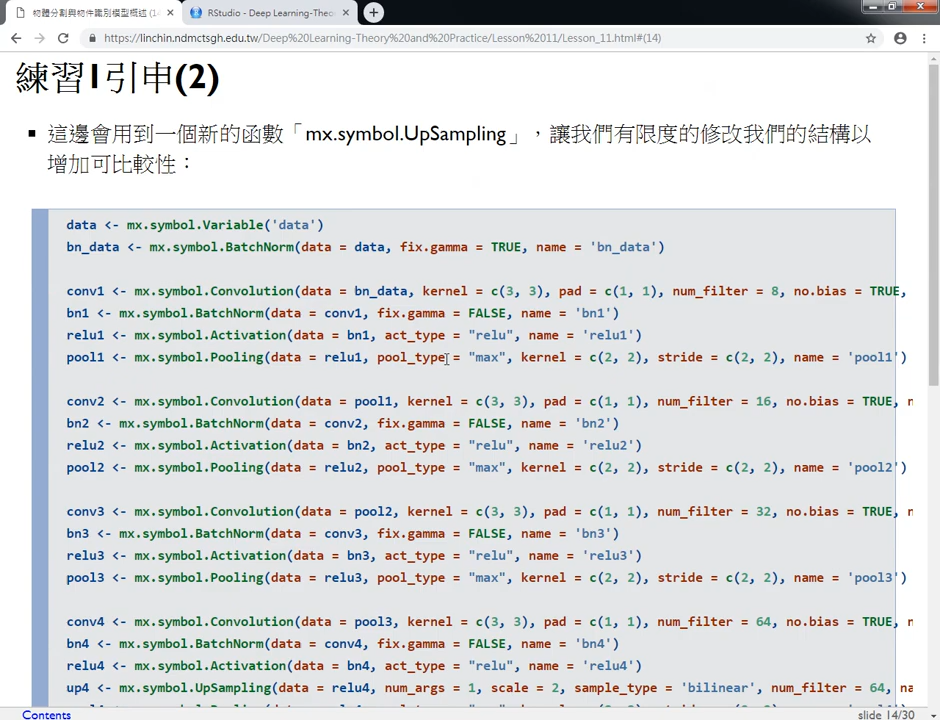 物體分割與物件識別模型概述 (14
RStudio - Deep Learning-Theo
https://linchin.ndmctsgh.edu.tw/Deep%20Learning-Theory%20and%20Practice/Lesson%2011/Lesson_11.html#(14)
練習1引申(2)
▪ 這邊會用到一個新的函數「mx.symbol.UpSampling」，讓我們有限度的修改我們的結構以
增加可比較性：
data <- mx.symbol.Variable('data')
bn_data <- mx.symbol.BatchNorm(data = data, fix.gamma = TRUE, name = 'bn_data')
conv1 <- mx.symbol.Convolution(data = bn_data, kernel = c(3, 3), pad = c(1, 1), num_filter = 8, no.bias = TRUE,
bn1 <- mx.symbol.BatchNorm(data = conv1, fix.gamma = FALSE, name = 'bn1')
relu1 <- mx.symbol.Activation(data = bn1, act_type = "relu", name = 'relu1')
pool1 <- mx.symbol.Pooling(data = relu1, pool_type = "max", kernel = c(2, 2), stride = c(2, 2), name = 'pool1')
conv2 <- mx.symbol.Convolution(data = pool1, kernel = c(3, 3), pad = c(1, 1), num_filter = 16, no.bias = TRUE, n
bn2 <- mx.symbol.BatchNorm(data = conv2, fix.gamma = FALSE, name = 'bn2')
relu2 <- mx.symbol.Activation(data = bn2, act_type = "relu", name = 'relu2')
pool2 <- mx.symbol.Pooling(data = relu2, pool_type = "max", kernel = c(2, 2), stride = c(2, 2), name = 'pool2')
conv3 <- mx.symbol.Convolution(data = pool2, kernel = c(3, 3), pad = c(1, 1), num_filter = 32, no.bias = TRUE, n
bn3 <- mx.symbol.BatchNorm(data = conv3, fix.gamma = FALSE, name = 'bn3')
relu3 <- mx.symbol.Activation(data = bn3, act_type = "relu", name = 'relu3')
pool3 <- mx.symbol.Pooling(data = relu3, pool_type = "max", kernel = c(2, 2), stride = c(2, 2), name = 'pool3')
conv4 <- mx.symbol.Convolution(data = pool3, kernel = c(3, 3), pad = c(1, 1), num_filter = 64, no.bias = TRUE, n
bn4 <- mx.symbol.BatchNorm(data = conv4, fix.gamma = FALSE, name = 'bn4')
relu4 <- mx.symbol.Activation(data = bn4, act_type = "relu", name = 'relu4')
up4 <- mx.symbol.UpSampling(data = relu4, num_args = 1, scale = 2, sample_type = 'bilinear', num_filter = 64, na
Contents
slide 14/30